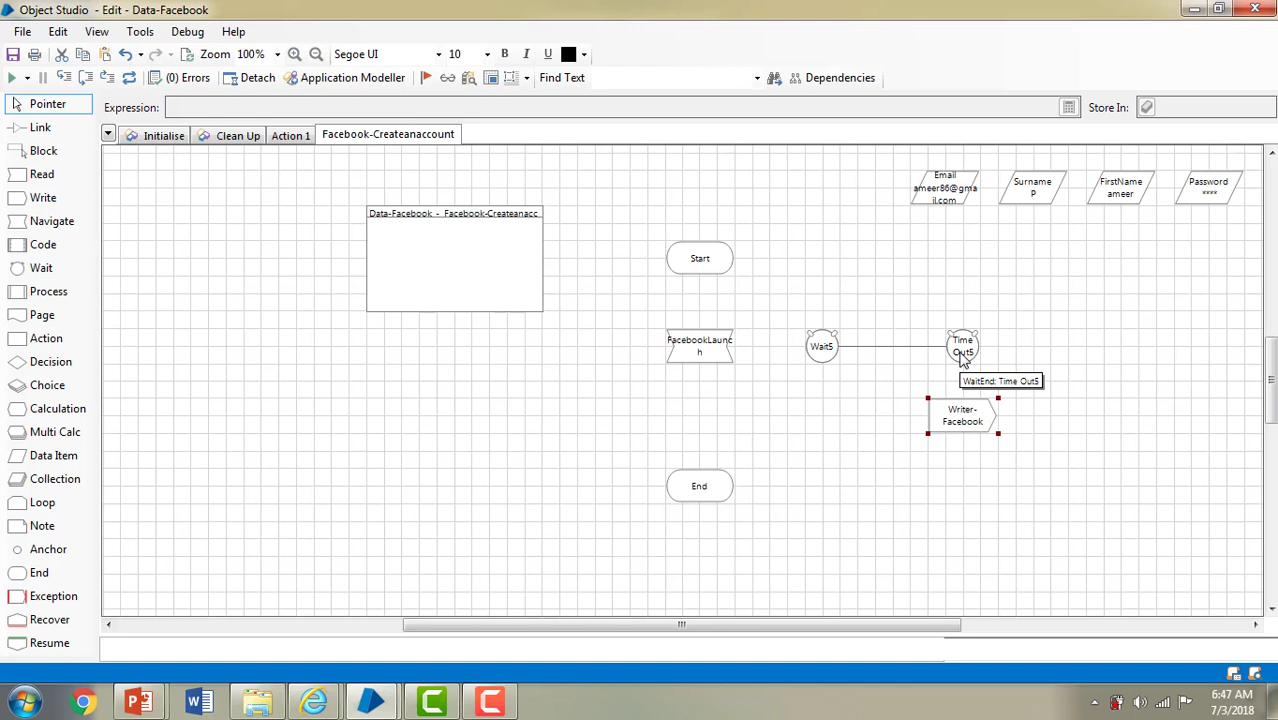 Object Studio - Edit - Data-Facebook
File Edit View Tools Debug Help
Zoom 100% Segoe UI 10 B I U
(0) Errors Detach Application Modeller Find Text Dependencies
Pointer
Link
Block
Read
Write
Navigate
Code
Wait
Process
Page
Action
Decision
Choice
Calculation
Multi Calc
Data Item
Collection
Loop
Note
Anchor
End
Exception
Recover
Resume
Expression: Store In:
Initialise Clean Up Action 1 Facebook-Createanaccount
Email
ameer86@gma
il.com
Surname
P
FirstName
ameer
Password
****
Data-Facebook - Facebook-Createanacc
Start
FacebookLaunc
h
Wait5
Time
Out5
WaitEnd: Time Out5
Writer-
Facebook
End
6:47 AM
7/3/2018